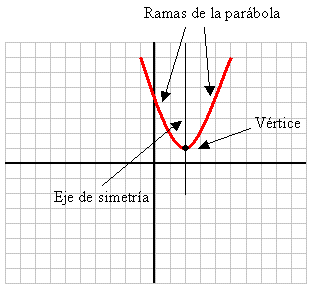 Ramas de la parábola
Vértice
Eje de simetría